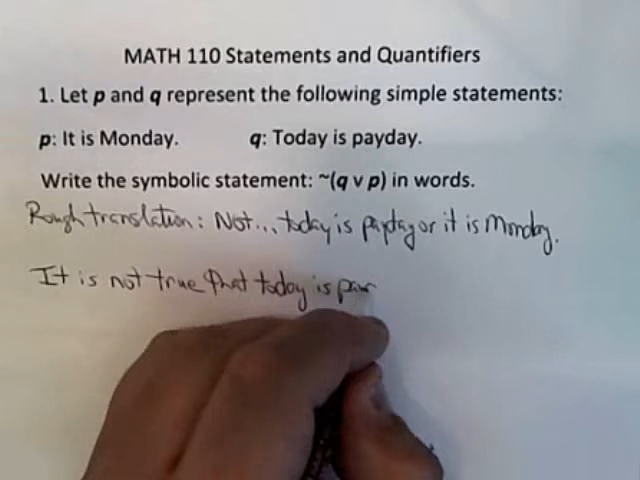 MATH 110 Statements and Quantifiers
1. Let p and q represent the following simple statements:
p: It is Monday. q: Today is payday.
Write the symbolic statement: ~(q v p) in words.
Rough translation: Not... today is payday or it is Monday.
It is not true that today is pay